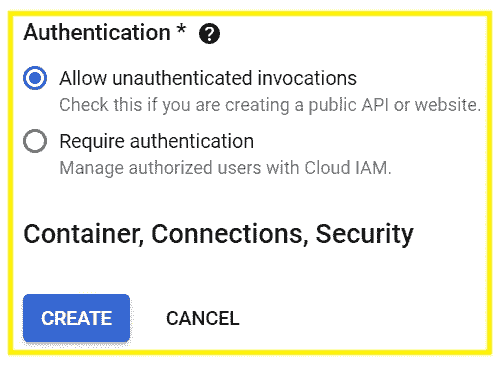 Authentication * ?
Allow unauthenticated invocations
Check this if you are creating a public API or website.
Require authentication
Manage authorized users with Cloud IAM.
Container, Connections, Security
CREATE CANCEL